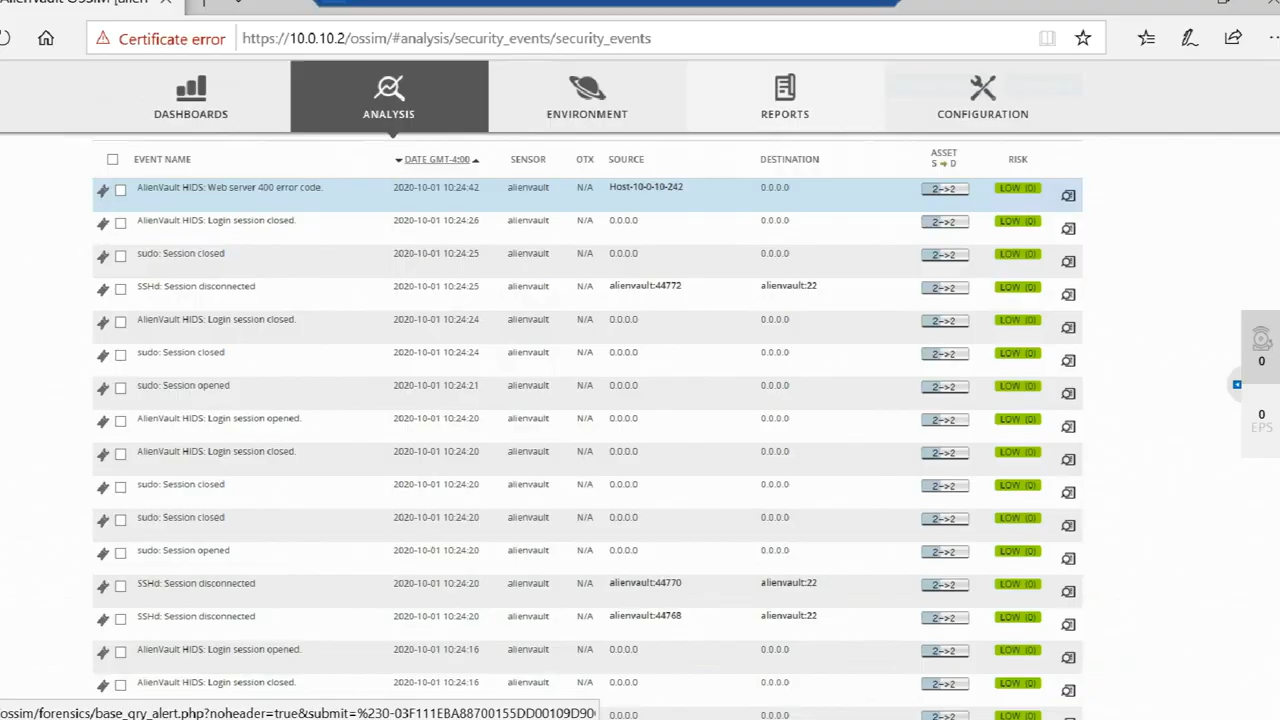 Certificate error https://10.0.10.2/ossim/#analysis/security_events/security_events
DASHBOARDS ANALYSIS ENVIRONMENT REPORTS CONFIGURATION
EVENT NAME DATE GMT-4:00 SENSOR OTX SOURCE DESTINATION ASSET S → D RISK
AlienVault HIDS: Web server 400 error code. 2020-10-01 10:24:42 alienvault N/A Host-10-0-10-242 0.0.0.0 2->2 LOW (0)
AlienVault HIDS: Login session closed. 2020-10-01 10:24:26 alienvault N/A 0.0.0.0 0.0.0.0 2->2 LOW (0)
sudo: Session closed 2020-10-01 10:24:25 alienvault N/A 0.0.0.0 0.0.0.0 2->2 LOW (0)
SSHd: Session disconnected 2020-10-01 10:24:25 alienvault N/A alienvault:44772 alienvault:22 2->2 LOW (0)
AlienVault HIDS: Login session closed. 2020-10-01 10:24:24 alienvault N/A 0.0.0.0 0.0.0.0 2->2 LOW (0)
sudo: Session closed 2020-10-01 10:24:24 alienvault N/A 0.0.0.0 0.0.0.0 2->2 LOW (0)
sudo: Session opened 2020-10-01 10:24:21 alienvault N/A 0.0.0.0 0.0.0.0 2->2 LOW (0)
AlienVault HIDS: Login session opened. 2020-10-01 10:24:20 alienvault N/A 0.0.0.0 0.0.0.0 2->2 LOW (0)
AlienVault HIDS: Login session closed. 2020-10-01 10:24:20 alienvault N/A 0.0.0.0 0.0.0.0 2->2 LOW (0)
sudo: Session closed 2020-10-01 10:24:20 alienvault N/A 0.0.0.0 0.0.0.0 2->2 LOW (0)
sudo: Session closed 2020-10-01 10:24:20 alienvault N/A 0.0.0.0 0.0.0.0 2->2 LOW (0)
sudo: Session opened 2020-10-01 10:24:20 alienvault N/A 0.0.0.0 0.0.0.0 2->2 LOW (0)
SSHd: Session disconnected 2020-10-01 10:24:20 alienvault N/A alienvault:44770 alienvault:22 2->2 LOW (0)
SSHd: Session disconnected 2020-10-01 10:24:20 alienvault N/A alienvault:44768 alienvault:22 2->2 LOW (0)
AlienVault HIDS: Login session opened. 2020-10-01 10:24:16 alienvault N/A 0.0.0.0 0.0.0.0 2->2 LOW (0)
AlienVault HIDS: Login session closed. 2020-10-01 10:24:16 alienvault N/A 0.0.0.0 0.0.0.0 2->2 LOW (0)
/ossim/forensics/base_qry_alert.php?noheader=true&submit=%230-03F111EBA88700155DD00109D90 0.0.0.0 0.0.0.0 2->2 LOW (0)
0
0
EPS